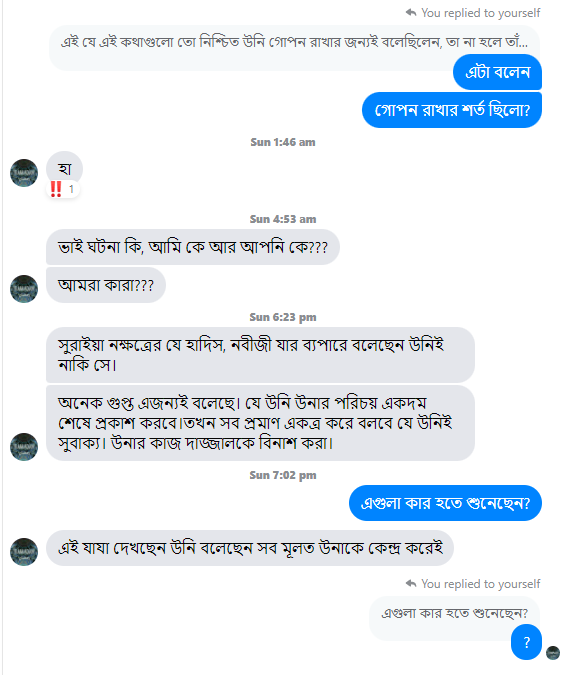 You replied to yourself
এই যে এই কথাগুলো তো নিশ্চিত উনি গোপন রাখার জন্যই বলেছিলেন, তা না হলে তাঁ...
এটা বলেন
গোপন রাখার শর্ত ছিলো?
Sun 1:46 am
হা
‼️ 1
Sun 4:53 am
ভাই ঘটনা কি, আমি কে আর আপনি কে???
আমরা কারা???
Sun 6:23 pm
সুরাইয়া নক্ষত্রের যে হাদিস, নবীজী যার ব্যপারে বলেছেন উনিই
নাকি সে।
অনেক গুপ্ত এজন্যই বলেছে। যে উনি উনার পরিচয় একদম
শেষে প্রকাশ করবে।তখন সব প্রমাণ একত্র করে বলবে যে উনিই
সুবাক্য। উনার কাজ দাজ্জালকে বিনাশ করা।
Sun 7:02 pm
এগুলা কার হতে শুনেছেন?
এই যাযা দেখছেন উনি বলেছেন সব মূলত উনাকে কেন্দ্র করেই
You replied to yourself
এগুলা কার হতে শুনেছেন?
?